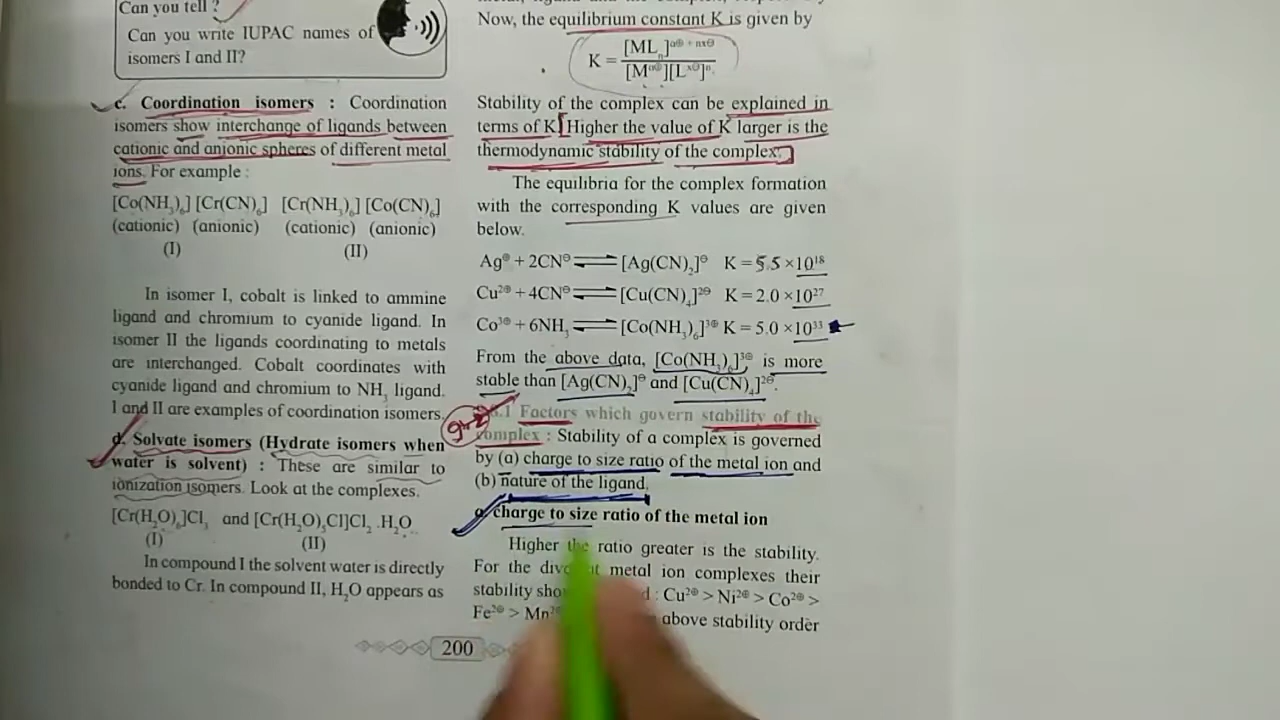 Can you tell ?
Can you write IUPAC names of
isomers I and II?
c. Coordination isomers : Coordination
isomers show interchange of ligands between
cationic and anionic spheres of different metal
ions. For example :
[Co(NH₃)₆] [Cr(CN)₆] [Cr(NH₃)₆] [Co(CN)₆]
(cationic) (anionic) (cationic) (anionic)
(I) (II)
In isomer I, cobalt is linked to ammine
ligand and chromium to cyanide ligand. In
isomer II the ligands coordinating to metals
are interchanged. Cobalt coordinates with
cyanide ligand and chromium to NH₃ ligand.
I and II are examples of coordination isomers.
d. Solvate isomers (Hydrate isomers when
water is solvent) : These are similar to
ionization isomers. Look at the complexes.
[Cr(H₂O)₆]Cl₃ and [Cr(H₂O)₅Cl]Cl₂ .H₂O
(I) (II)
In compound I the solvent water is directly
bonded to Cr. In compound II, H₂O appears as
Now, the equilibrium constant K is given by
K = [MLₙ]ᵃ⊕ ⁺ ⁿˣ⊖
[Mᵃ⊕][Lˣ⊖]ⁿ
Stability of the complex can be explained in
terms of K. Higher the value of K larger is the
thermodynamic stability of the complex.
The equilibria for the complex formation
with the corresponding K values are given
below.
Ag⊕ + 2CN⊖ ⇌ [Ag(CN)₂]⊖ K = 5.5 ×10¹⁸
Cu²⊕ + 4CN⊖ ⇌ [Cu(CN)₄]²⊖ K = 2.0 ×10²⁷
Co³⊕ + 6NH₃ ⇌ [Co(NH₃)₆]³⊕ K = 5.0 ×10³³
From the above data, [Co(NH₃)₆]³⊕ is more
stable than [Ag(CN)₂]⊖ and [Cu(CN)₄]²⊖.
.1 Factors which govern stability of the
complex : Stability of a complex is governed
by (a) charge to size ratio of the metal ion and
(b) nature of the ligand.
a. charge to size ratio of the metal ion
Higher the ratio greater is the stability.
For the metal ion complexes their
stability : Cu²⊕ > Ni²⊕ > Co²⊕ >
Fe²⊕ > Mn²⊕ above stability order
200